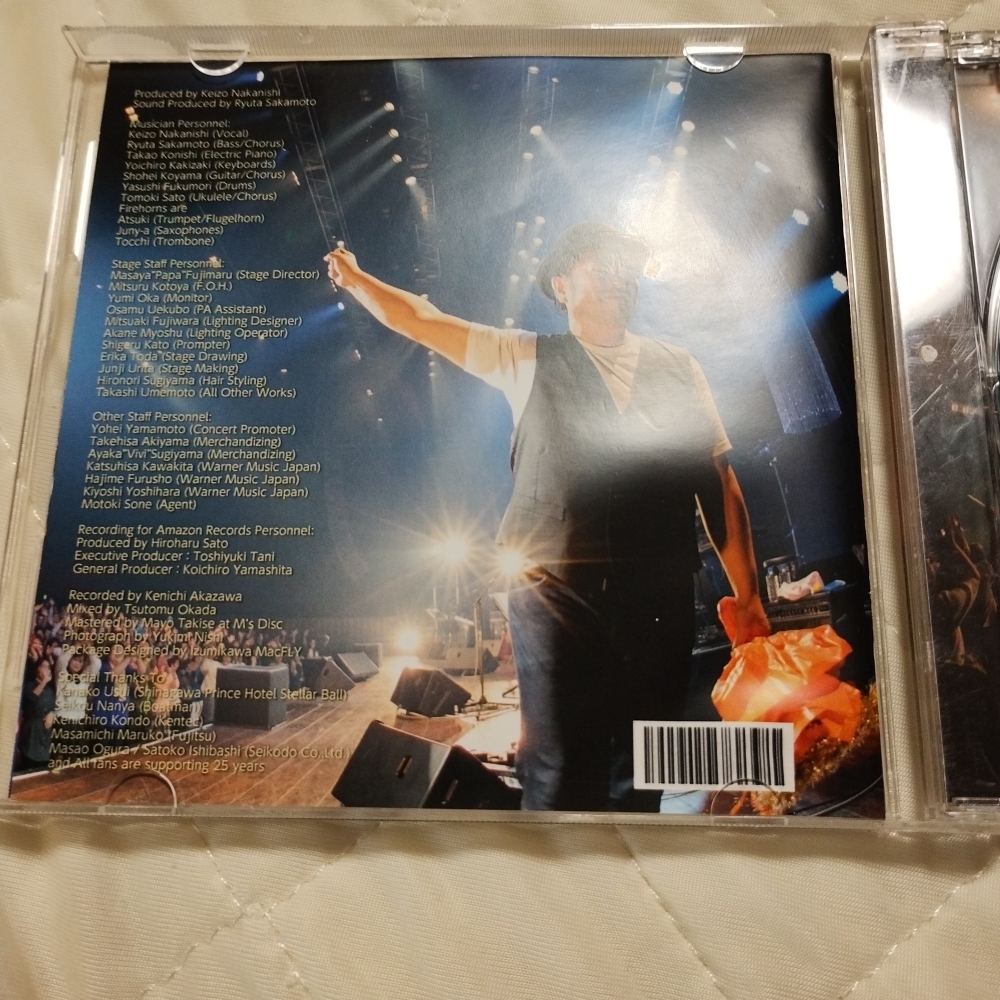 Produced by Keizo Nakanishi
Sound Produced by Ryuta Sakamoto
Musician Personnel:
Keizo Nakanishi (Vocal)
Ryuta Sakamoto (Bass/Chorus)
Takao Konishi (Electric Piano)
Yoichiro Kakizaki (Keyboards)
Shohei Koyama (Guitar/Chorus)
Yasushi Fukumori (Drums)
Tomoki Sato (Ukulele/Chorus)
Firehorns are
Atsuki (Trumpet/Flugelhorn)
Juny-a (Saxophones)
Tocchi (Trombone)
Stage Staff Personnel:
Masaya"Papa"Fujimaru (Stage Director)
Mitsuru Kotoya (F.O.H.)
Yumi Oka (Monitor)
Osamu Uekubo (PA Assistant)
Mitsuaki Fujiwara (Lighting Designer)
Akane Myoshu (Lighting Operator)
Shigeru Kato (Prompter)
Erika Toda (Stage Drawing)
Junji Urita (Stage Making)
Hironori Sugiyama (Hair Styling)
Takashi Umemoto (All Other Works)
Other Staff Personnel:
Yohei Yamamoto (Concert Promoter)
Takehisa Akiyama (Merchandizing)
Ayaka"Vivi"Sugiyama (Merchandizing)
Katsuhisa Kawakita (Warner Music Japan)
Hajime Furusho (Warner Music Japan)
Kiyoshi Yoshihara (Warner Music Japan)
Motoki Sone (Agent)
Recording for Amazon Records Personnel:
Produced by Hiroharu Sato
Executive Producer : Toshiyuki Tani
General Producer : Koichiro Yamashita
Recorded by Kenichi Akazawa
Mixed by Tsutomu Okada
Mastered by Mayo Takise at M's Disc
Photograph by Yukimi Nishi
Package Designed by Izumikawa MacFLY
Special Thanks To
Kanako Usui (Shinagawa Prince Hotel Stellar Ball)
Seikou Nanya (Boatman)
Kenichiro Kondo (Kentec)
Masamichi Maruko (Fujitsu)
Masao Ogura / Satoko Ishibashi (Seikodo Co.,Ltd.)
and All fans are supporting 25 years